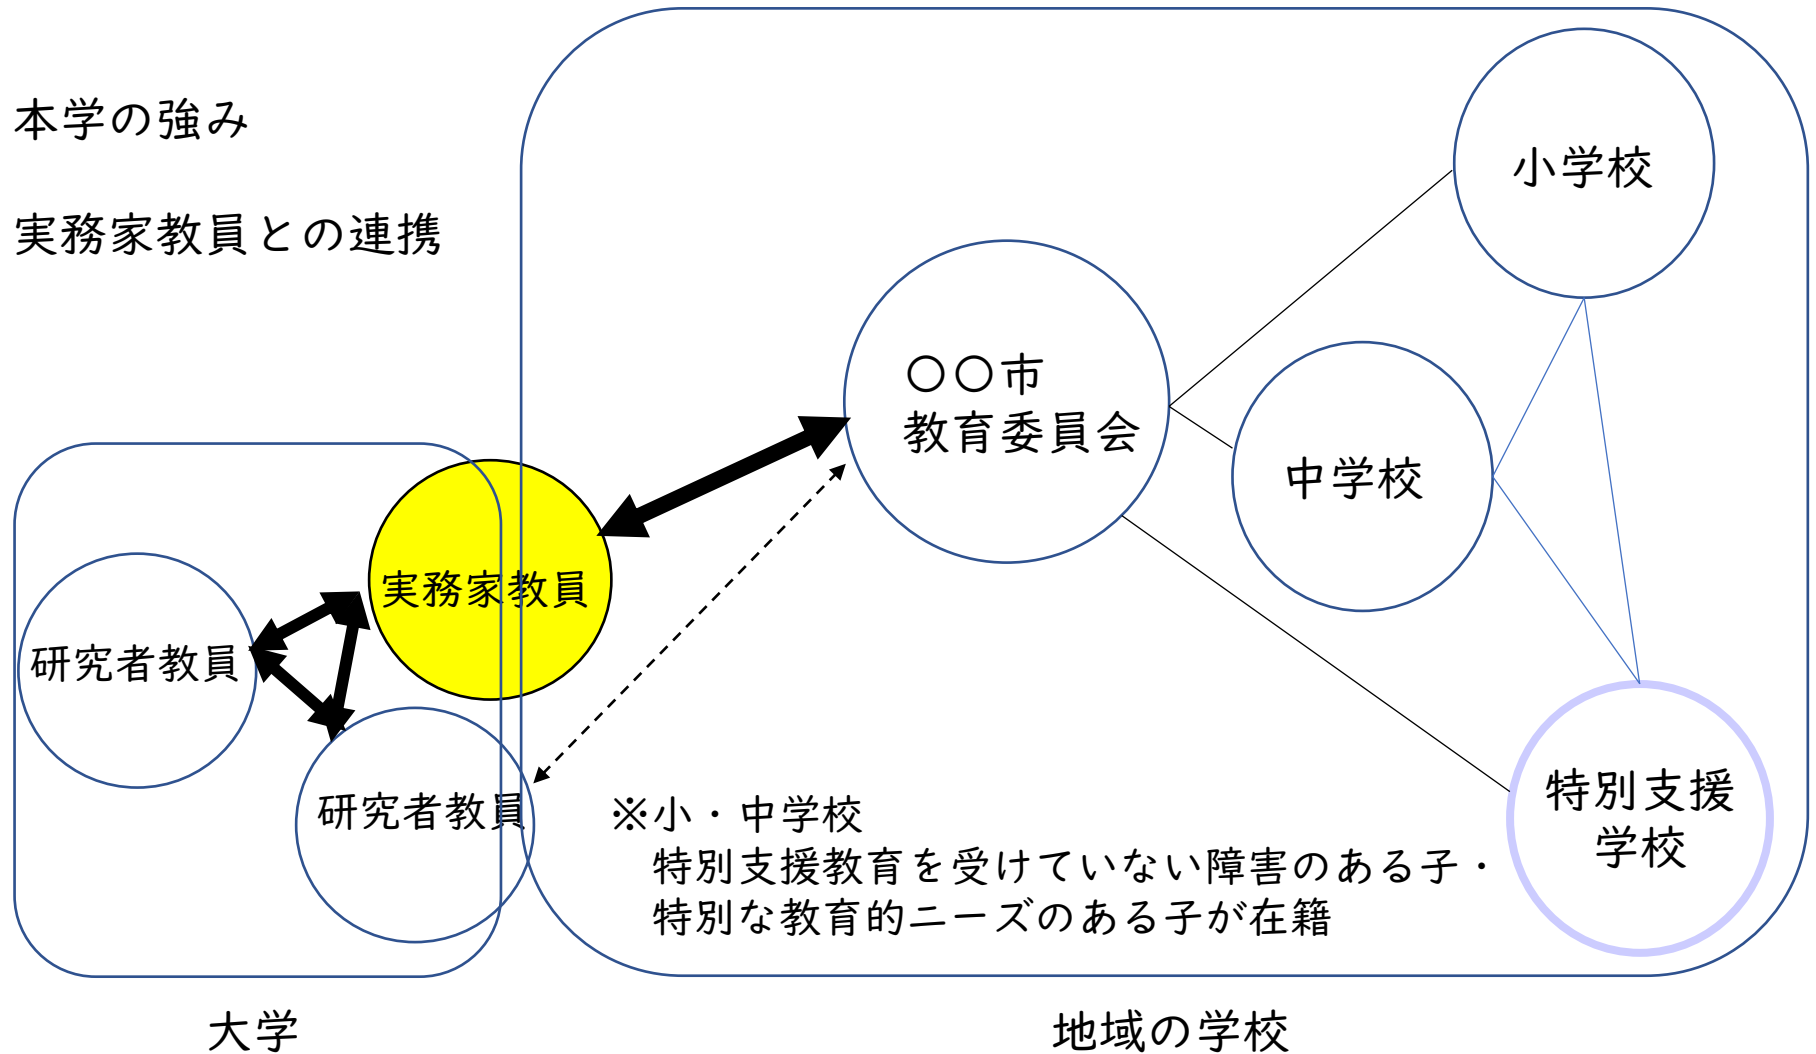 本学の強み
実務家教員との連携
小学校
〇〇市
教育委員会
中学校
実務家教員
研究者教員
研究者教員
特別支援
学校
※小・中学校
特別支援教育を受けていない障害のある子・
特別な教育的ニーズのある子が在籍
大学
地域の学校